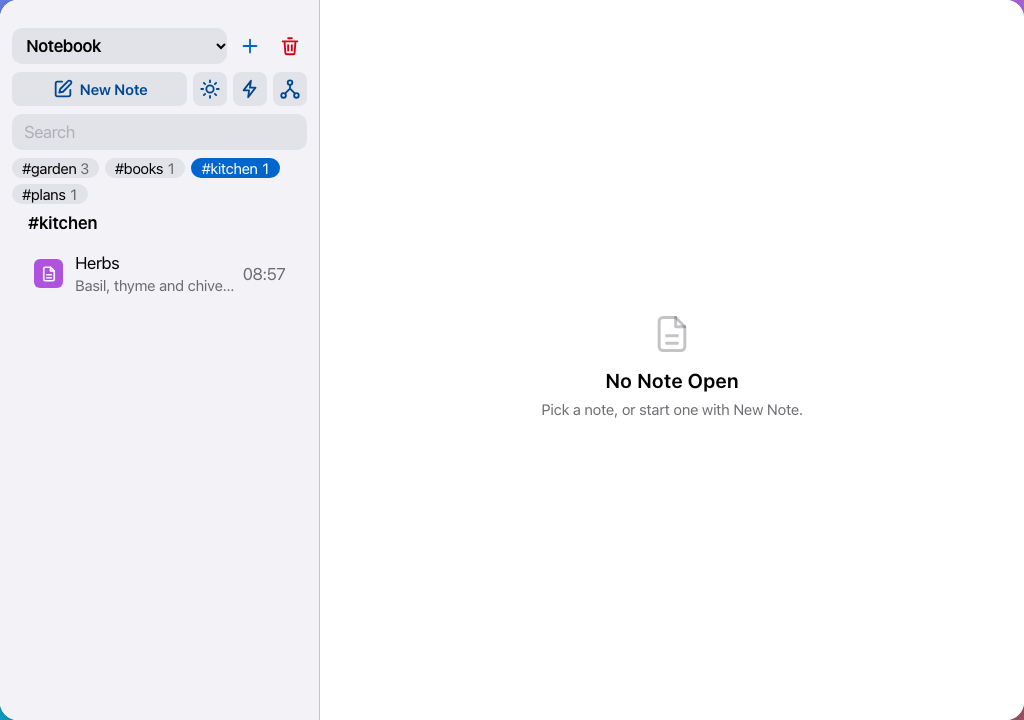 Notebook
New Note
Search
#garden 3
#books 1
#kitchen 1
#plans 1
#kitchen
Herbs
08:57
Basil, thyme and chive...
No Note Open
Pick a note, or start one with New Note.